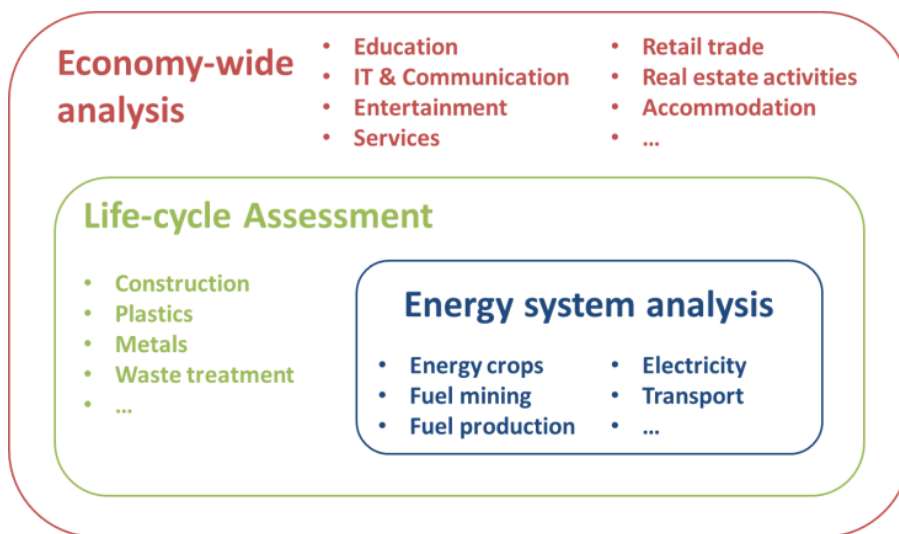 Economy-wide
analysis
• Education
• IT & Communication
• Entertainment
• Services
• Retail trade
• Real estate activities
• Accommodation
• ...
Life-cycle Assessment
• Construction
• Plastics
• Metals
• Waste treatment
• ...
Energy system analysis
• Energy crops
• Fuel mining
• Fuel production
• Electricity
• Transport
• ...